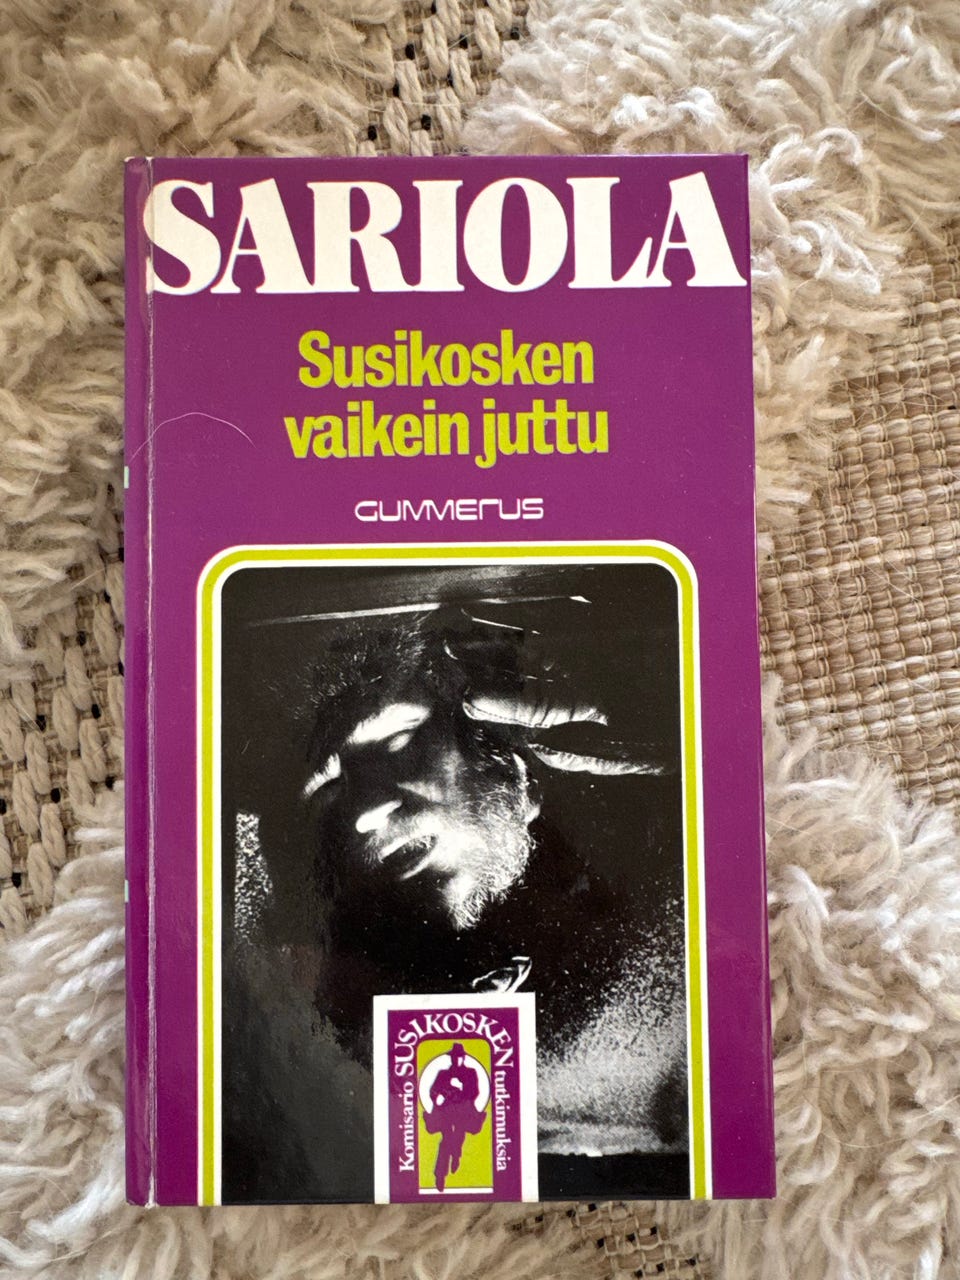 SARIOLA
Susikosken
vaikein juttu
GUMMERUS
Komisario SUSIKOSKEN tutkimuksia